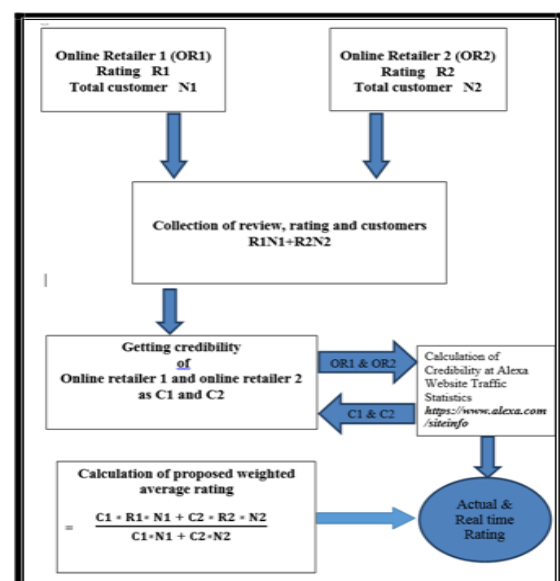 Online Retailer 1 (OR1)
Rating R1
Total customer N1
Online Retailer 2 (OR2)
Rating R2
Total customer N2
Collection of review, rating and customers
R1N1+R2N2
Getting credibility
of
Online retailer 1 and online retailer 2
as C1 and C2
OR1 & OR2
C1 & C2
Calculation of
Credibility at Alexa
Website Traffic
Statistics
https://www.alexa.com
/siteinfo
Calculation of proposed weighted
average rating
= C1 * R1* N1 + C2 * R2 * N2
C1*N1 + C2*N2
Actual &
Real time
Rating